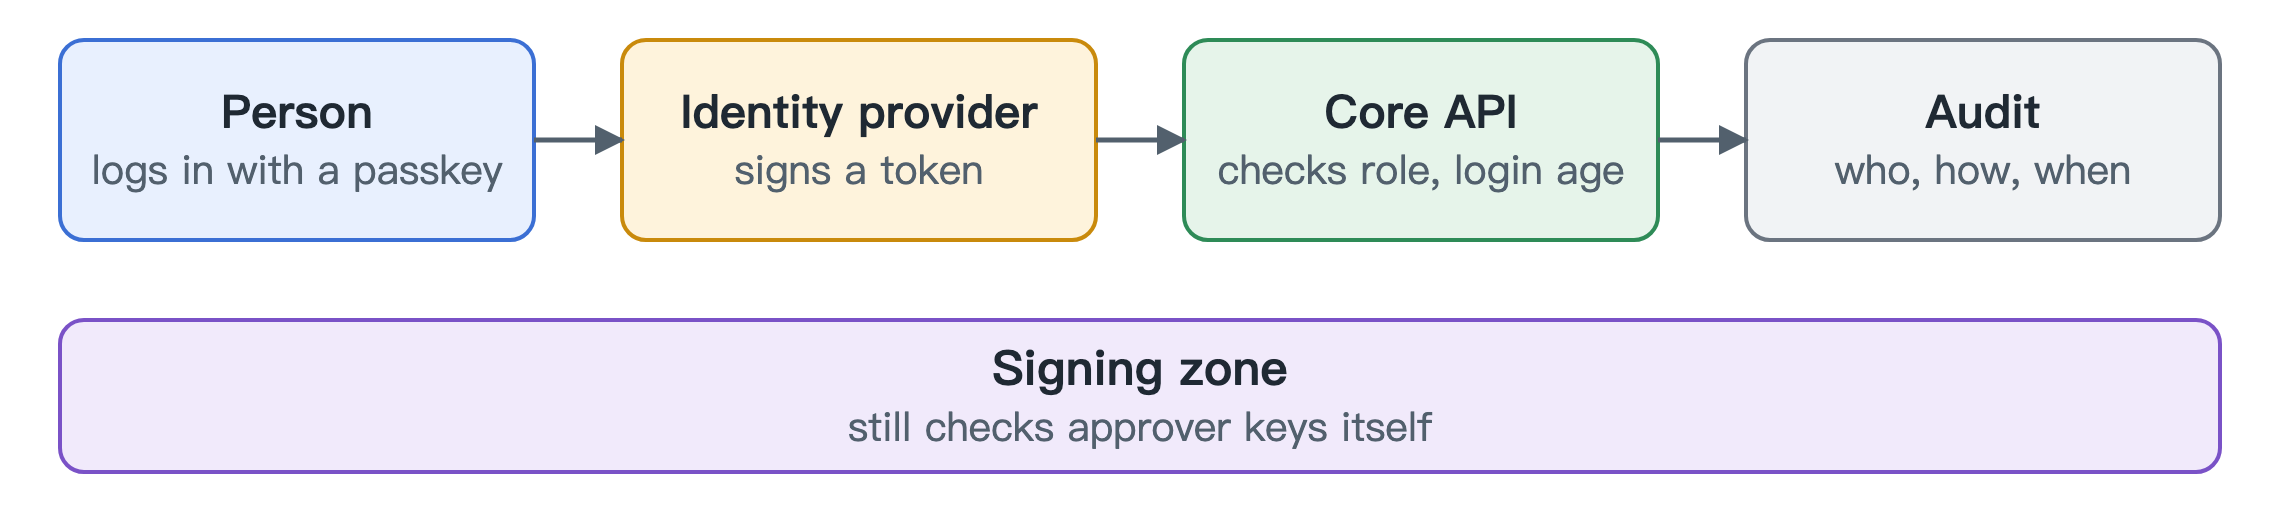 Person
logs in with a passkey
Identity provider
signs a token
Core API
checks role, login age
Audit
who, how, when
Signing zone
still checks approver keys itself